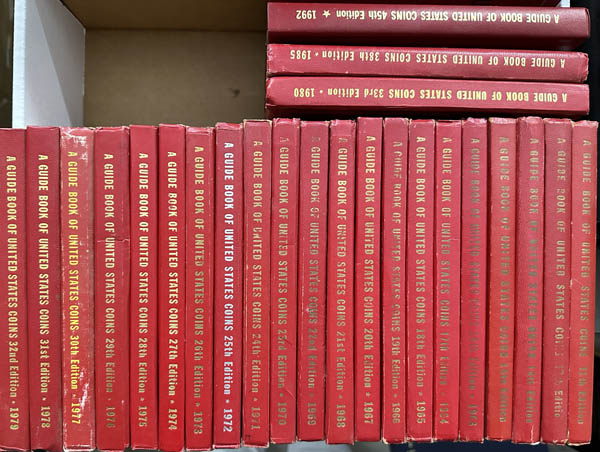 A GUIDE BOOK OF UNITED STATES COINS 45th Edition ★ 1992
A GUIDE BOOK OF UNITED STATES COINS 38th Edition • 1985
A GUIDE BOOK OF UNITED STATES COINS 33rd Edition • 1980
A GUIDE BOOK OF UNITED STATES COINS 32nd Edition • 1979
A GUIDE BOOK OF UNITED STATES COINS 31st Edition • 1978
A GUIDE BOOK OF UNITED STATES COINS 30th Edition • 1977
A GUIDE BOOK OF UNITED STATES COINS 29th Edition • 1976
A GUIDE BOOK OF UNITED STATES COINS 28th Edition • 1975
A GUIDE BOOK OF UNITED STATES COINS 27th Edition • 1974
A GUIDE BOOK OF UNITED STATES COINS 26th Edition • 1973
A GUIDE BOOK OF UNITED STATES COINS 25th Edition • 1972
A GUIDE BOOK OF UNITED STATES COINS 24th Edition • 1971
A GUIDE BOOK OF UNITED STATES COINS 23rd Edition • 1970
A GUIDE BOOK OF UNITED STATES COINS 22nd Edition • 1969
A GUIDE BOOK OF UNITED STATES COINS 21st Edition • 1968
A GUIDE BOOK OF UNITED STATES COINS 20th Edition • 1967
A GUIDE BOOK OF UNITED STATES COINS 19th Edition • 1966
A GUIDE BOOK OF UNITED STATES COINS 18th Edition • 1965
A GUIDE BOOK OF UNITED STATES COINS 17th Edition 1964
A GUIDE BOOK OF UNITED STATES Edition • 1963
A GUIDE BOOK OF UNITED STATES Edition
A GUIDE BOOK OF Edition
A GUIDE BOOK OF UNITED STATES
A GUIDE BOOK OF UNITED STATES COINS 11th Edition